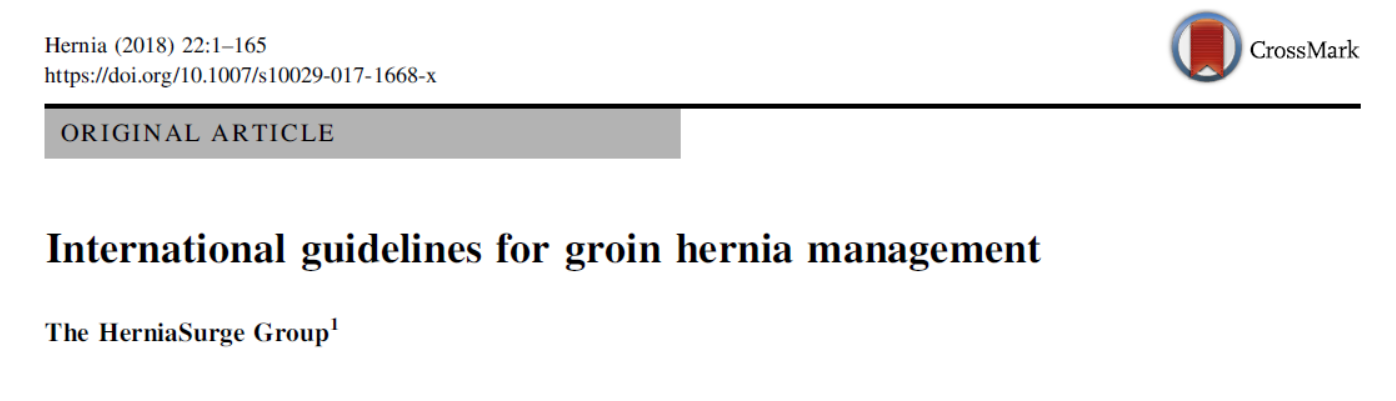 Hernia (2018) 22:1–165
https://doi.org/10.1007/s10029-017-1668-x
CrossMark
ORIGINAL ARTICLE
International guidelines for groin hernia management
The HerniaSurge Group1